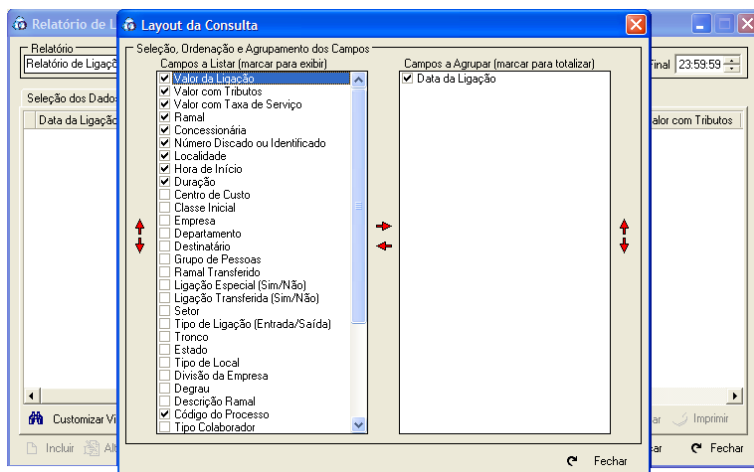 Relatório de L
Layout da Consulta
Relatório
Relatório de Ligaç
Final 23:59:59
Seleção dos Dado
Data da Ligação
alor com Tributos
Seleção, Ordenação e Agrupamento dos Campos
Campos a Listar (marcar para exibir)
Valor da Ligação
Valor com Tributos
Valor com Taxa de Serviço
Ramal
Concessionária
Número Discado ou Identificado
Localidade
Hora de Início
Duração
Centro de Custo
Classe Inicial
Empresa
Departamento
Destinatário
Grupo de Pessoas
Ramal Transferido
Ligação Especial (Sim/Não)
Ligação Transferida (Sim/Não)
Setor
Tipo de Ligação (Entrada/Saída)
Tronco
Estado
Tipo de Local
Divisão da Empresa
Degrau
Descrição Ramal
Código do Processo
Tipo Colaborador
Campos a Agrupar (marcar para totalizar)
Data da Ligação
Fechar
Customizar Vi
ar Imprimir
Incluir Alt
ar Fechar